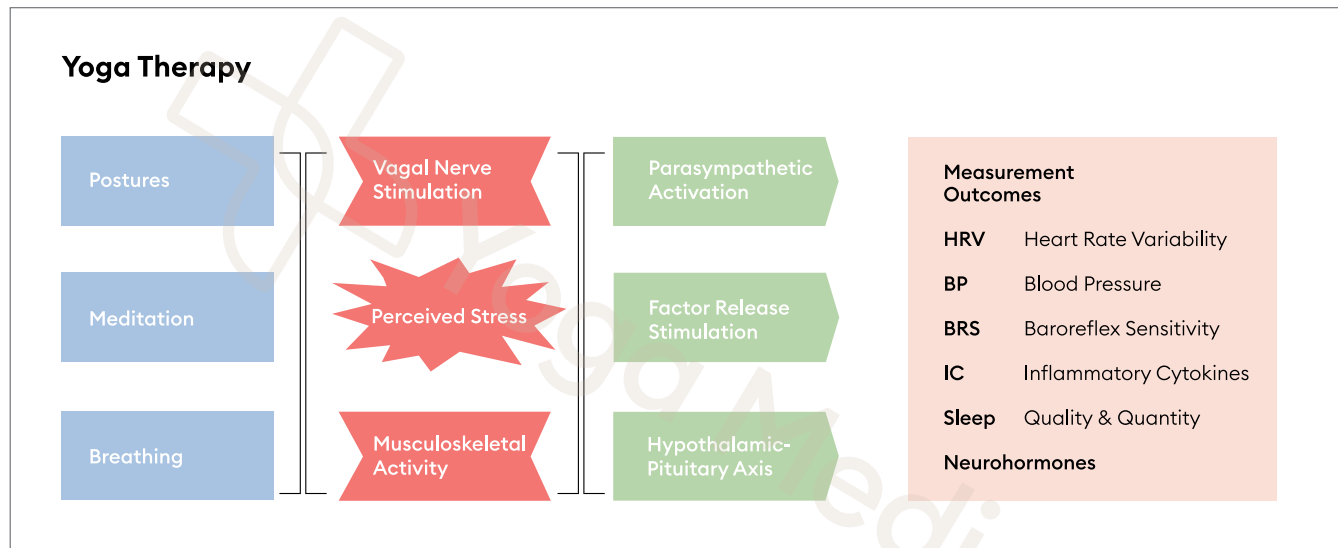 Yoga Therapy
Postures
Meditation
Breathing
Vagal Nerve
Stimulation
Perceived Stress
Musculoskeletal
Activity
Parasympathetic
Activation
Factor Release
Stimulation
Hypothalamic-
Pituitary Axis
Measurement
Outcomes
HRV Heart Rate Variability
BP Blood Pressure
BRS Baroreflex Sensitivity
IC Inflammatory Cytokines
Sleep Quality & Quantity
Neurohormones
Yoga Medi